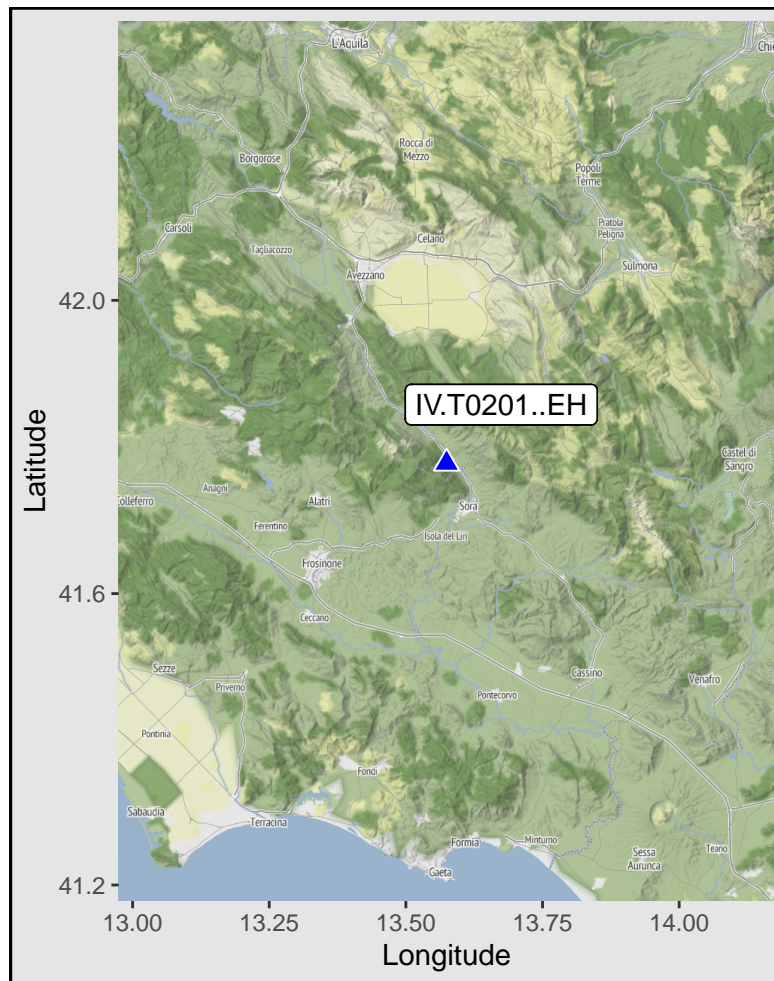 L'Aquila
Chie
Rocca di
Mezzo
Borgorose
Popoli
Terme
Carsoli
Pratola
Peligna
Celano
Tagliacozzo
Sulmona
Avezzano
42.0
IV.T0201..EH
Latitude
Castel di
Sangro
Anagni
Colleferro
Alatri
Sora
Ferentino
Isola del Liri
Frosinone
41.6
Ceccano
Sezze
Cassino
Priverno
Venafro
Pontecorvo
Pontinia
Fondi
Sabaudia
Terracina
Formia
Minturno
Sessa
Aurunca
Teano
Gaeta
41.2
13.00 13.25 13.50 13.75 14.00
Longitude